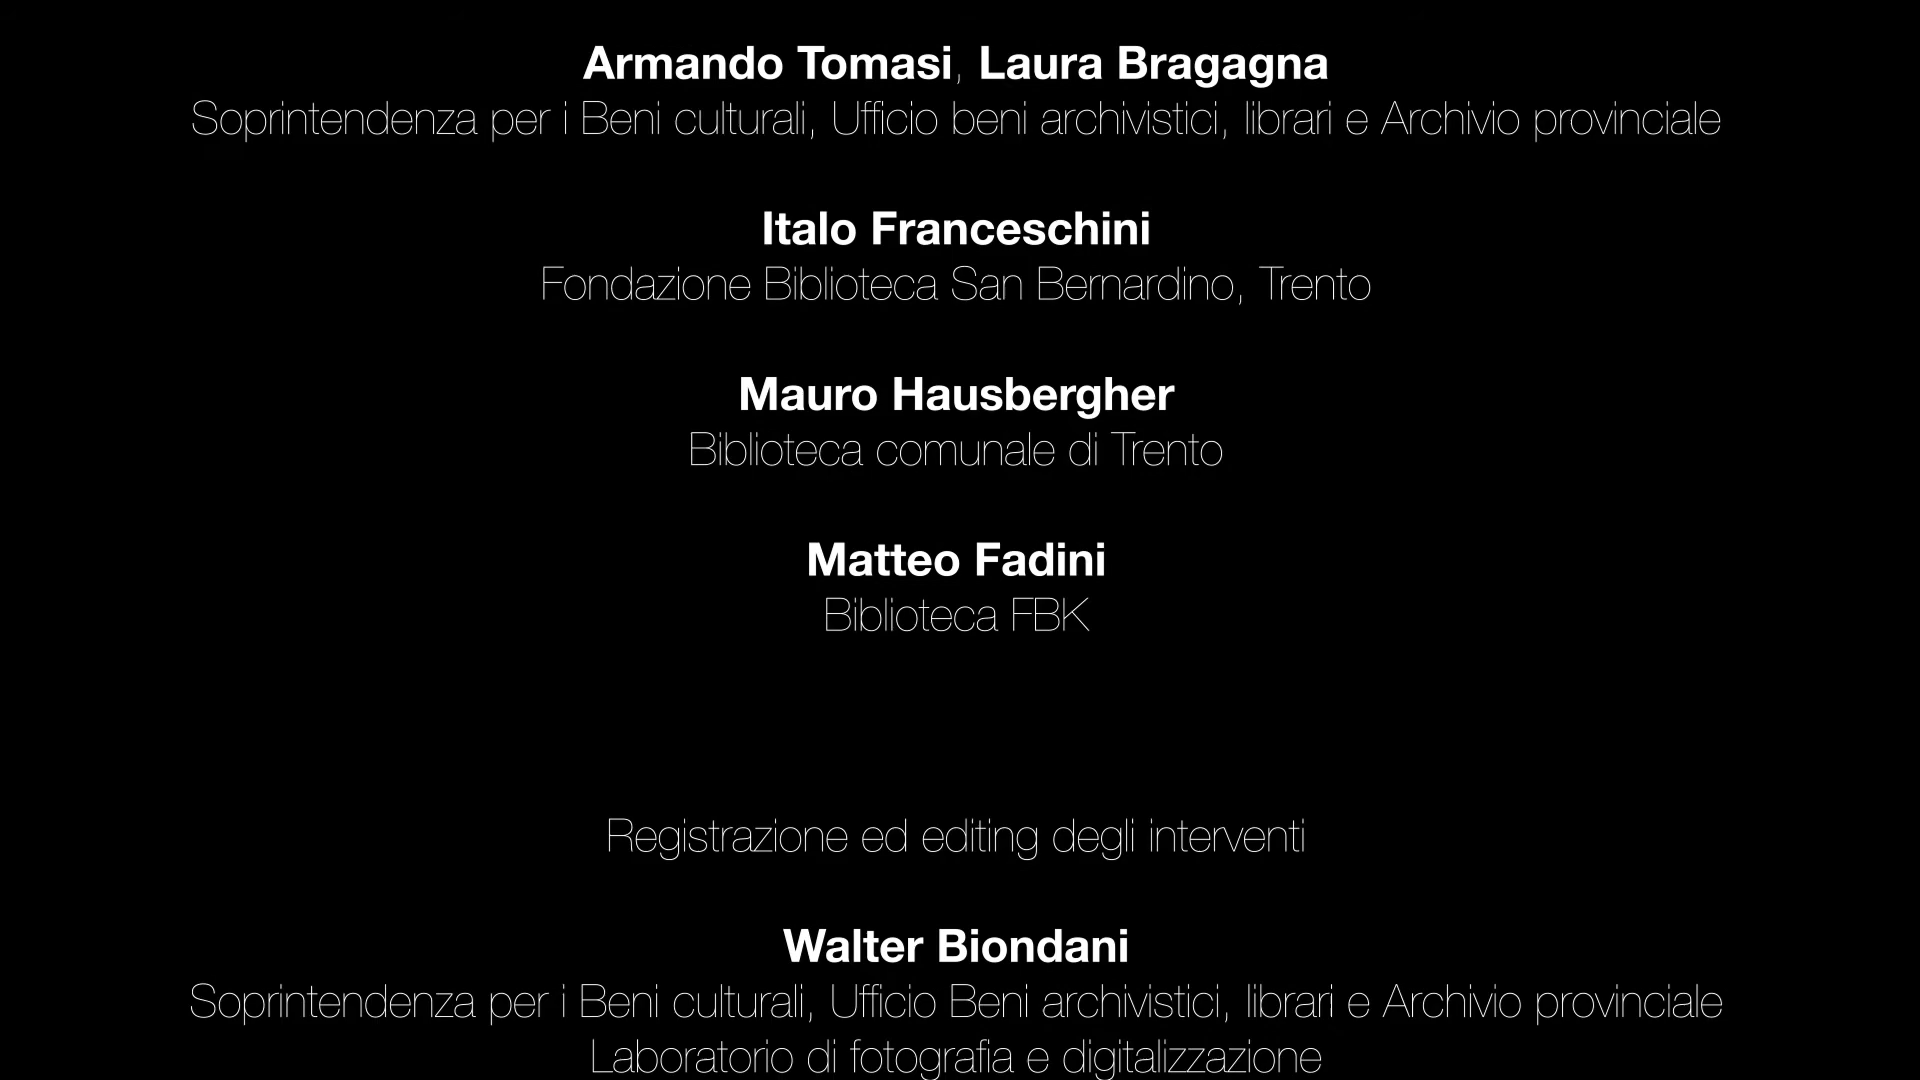 Armando Tomasi, Laura Bragagna
Soprintendenza per i Beni culturali, Ufficio beni archivistici, librari e Archivio provinciale
Italo Franceschini
Fondazione Biblioteca San Bernardino, Trento
Mauro Hausbergher
Biblioteca comunale di Trento
Matteo Fadini
Biblioteca FBK
Registrazione ed editing degli interventi
Walter Biondani
Soprintendenza per i Beni culturali, Ufficio Beni archivistici, librari e Archivio provinciale
Laboratorio di fotografia e digitalizzazione